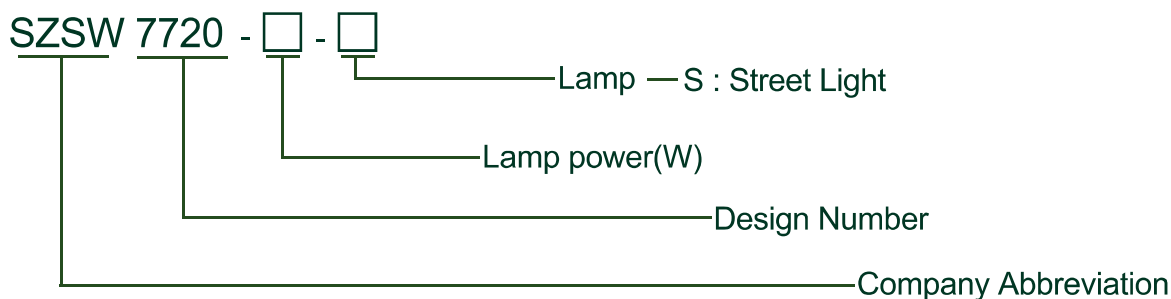 SZSW 7720 - □ - □
Lamp — S : Street Light
Lamp power(W)
Design Number
Company Abbreviation